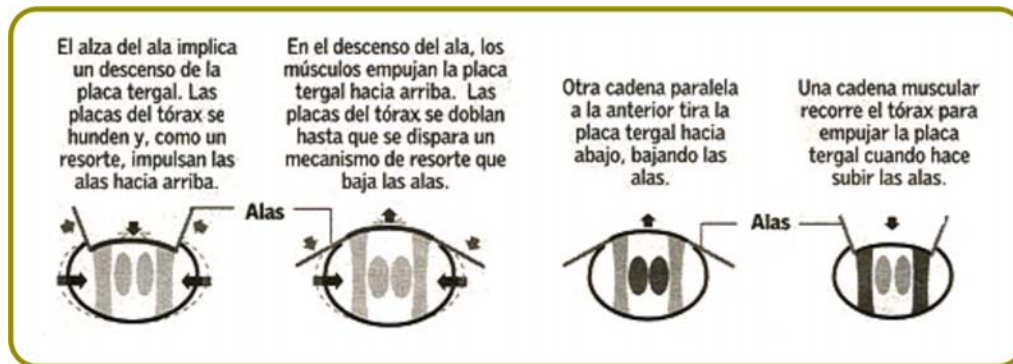 El alza del ala implica
un descenso de la
placa tergal. Las
placas del tórax se
hunden y, como un
resorte, impulsan las
alas hacia arriba.
En el descenso del ala, los
músculos empujan la placa
tergal hacia arriba. Las
placas del tórax se doblan
hasta que se dispara un
mecanismo de resorte que
baja las alas.
Otra cadena paralela
a la anterior tira la
placa tergal hacia
abajo, bajando las
alas.
Una cadena muscular
recorre el tórax para
empujar la placa
tergal cuando hace
subir las alas.
Alas
Alas